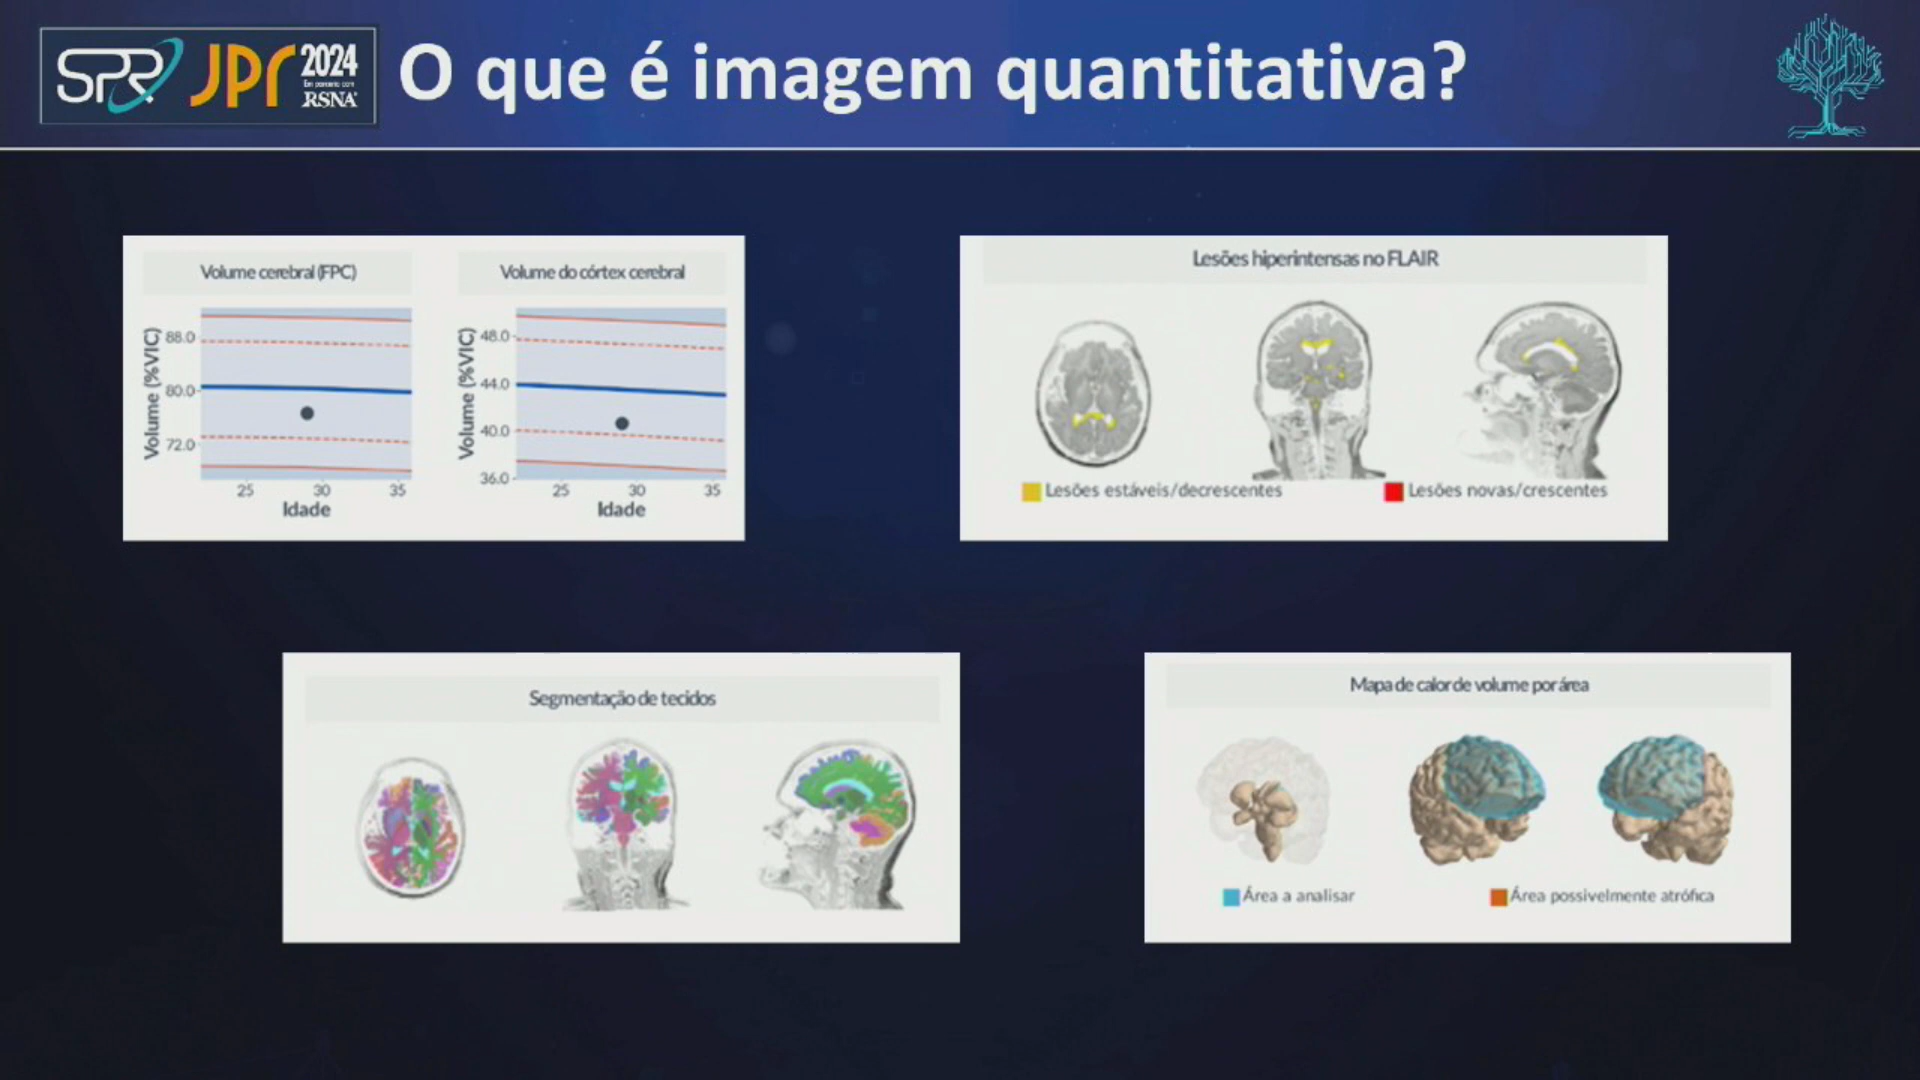 SPR JPR 2024
Em parceria com
RSNA
O que é imagem quantitativa?
Volume cerebral (FPC)
Volume (%VIC)
88.0
80.0
72.0
25 30 35
Idade
Volume do córtex cerebral
Volume (%VIC)
48.0
44.0
40.0
36.0
25 30 35
Idade
Lesões hiperintensas no FLAIR
Lesões estáveis/decrescentes
Lesões novas/crescentes
Segmentação de tecidos
Mapa de calor de volume por área
Área a analisar
Área possivelmente atrófica